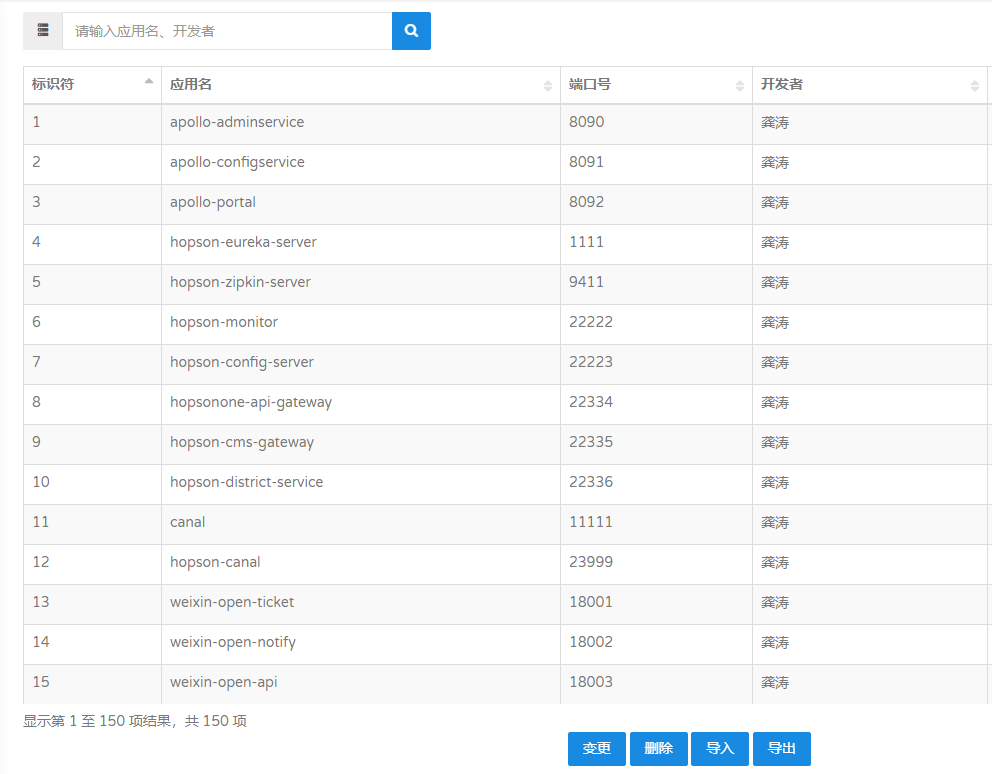 请输入应用名、开发者
标识符 应用名 端口号 开发者
1 apollo-adminservice 8090 龚涛
2 apollo-configservice 8091 龚涛
3 apollo-portal 8092 龚涛
4 hopson-eureka-server 1111 龚涛
5 hopson-zipkin-server 9411 龚涛
6 hopson-monitor 22222 龚涛
7 hopson-config-server 22223 龚涛
8 hopsonone-api-gateway 22334 龚涛
9 hopson-cms-gateway 22335 龚涛
10 hopson-district-service 22336 龚涛
11 canal 11111 龚涛
12 hopson-canal 23999 龚涛
13 weixin-open-ticket 18001 龚涛
14 weixin-open-notify 18002 龚涛
15 weixin-open-api 18003 龚涛
显示第 1 至 150 项结果，共 150 项
变更 删除 导入 导出